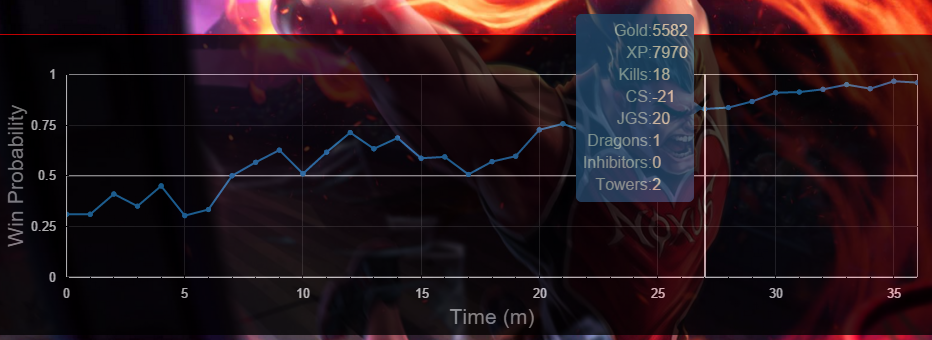 Gold:5582
XP:7970
Kills:18
CS:-21
JGS:20
Dragons:1
Inhibitors:0
Towers:2
Win Probability
1
0.75
0.5
0.25
0
0 5 10 15 20 25 30 35
Time (m)
NOXUS